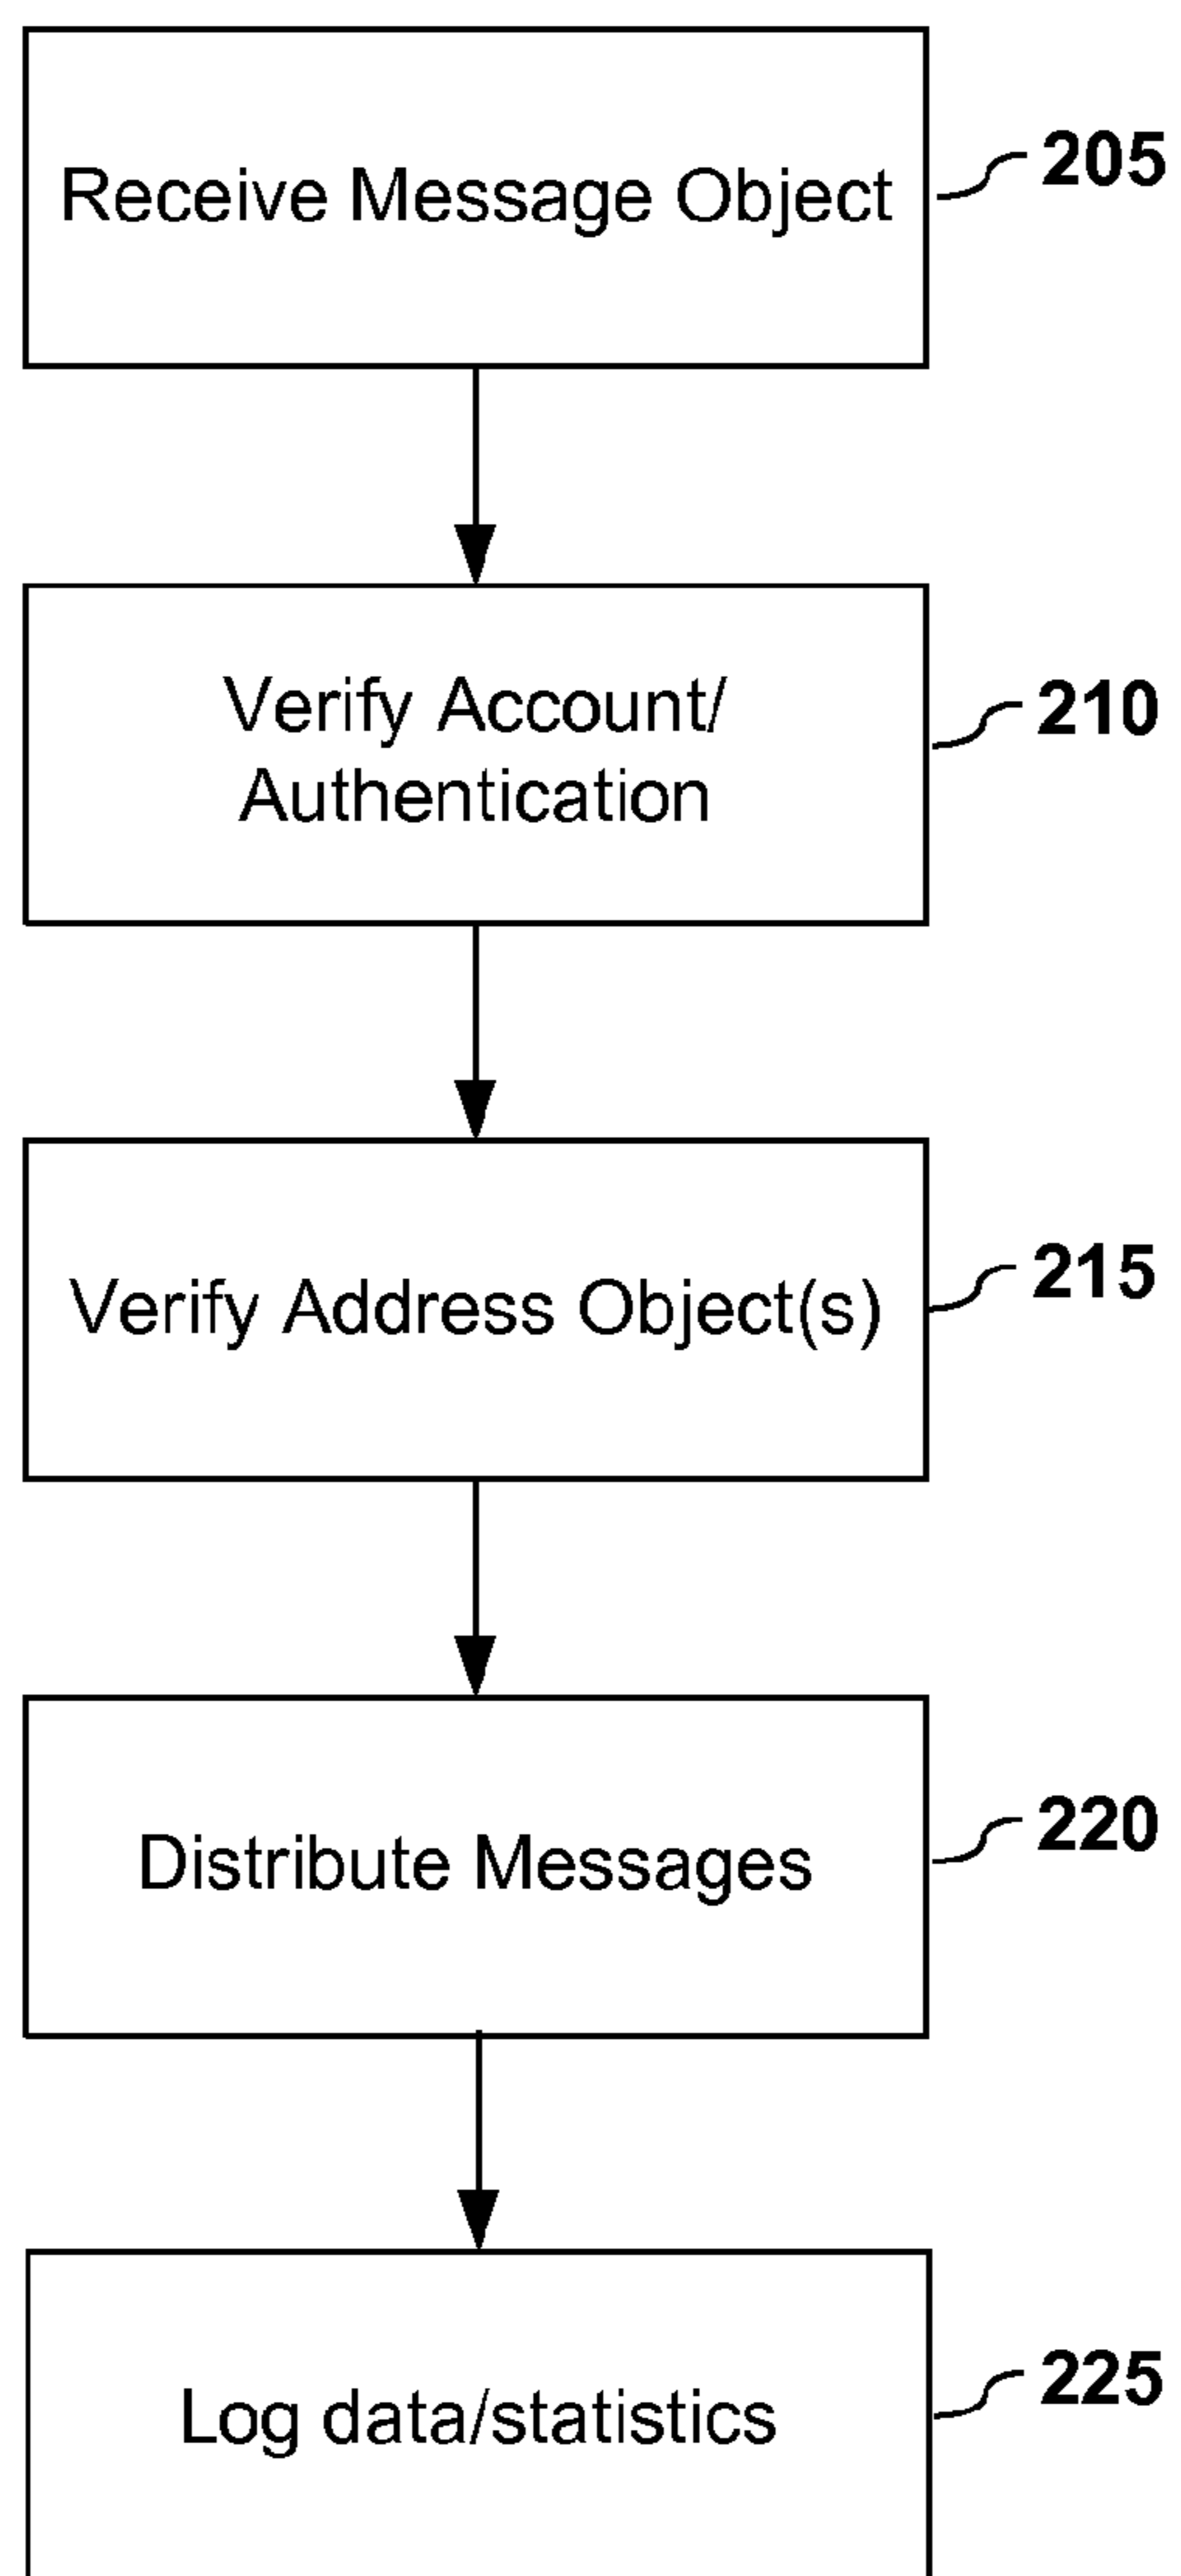 Receive Message Object
205
Verify Account/
Authentication
210
Verify Address Object(s)
215
Distribute Messages
220
Log data/statistics
225